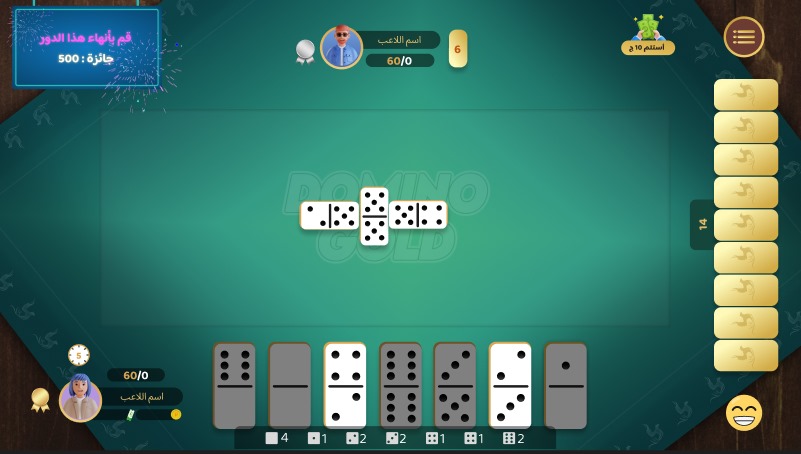 قم بأنهاء هذا الدور
جائزة : 500
اسم اللاعب
60/0
6
أستلم 10 ج
DOMINO
GOLD
14
5
60/0
اسم اللاعب
4 1 2 2 1 1 2